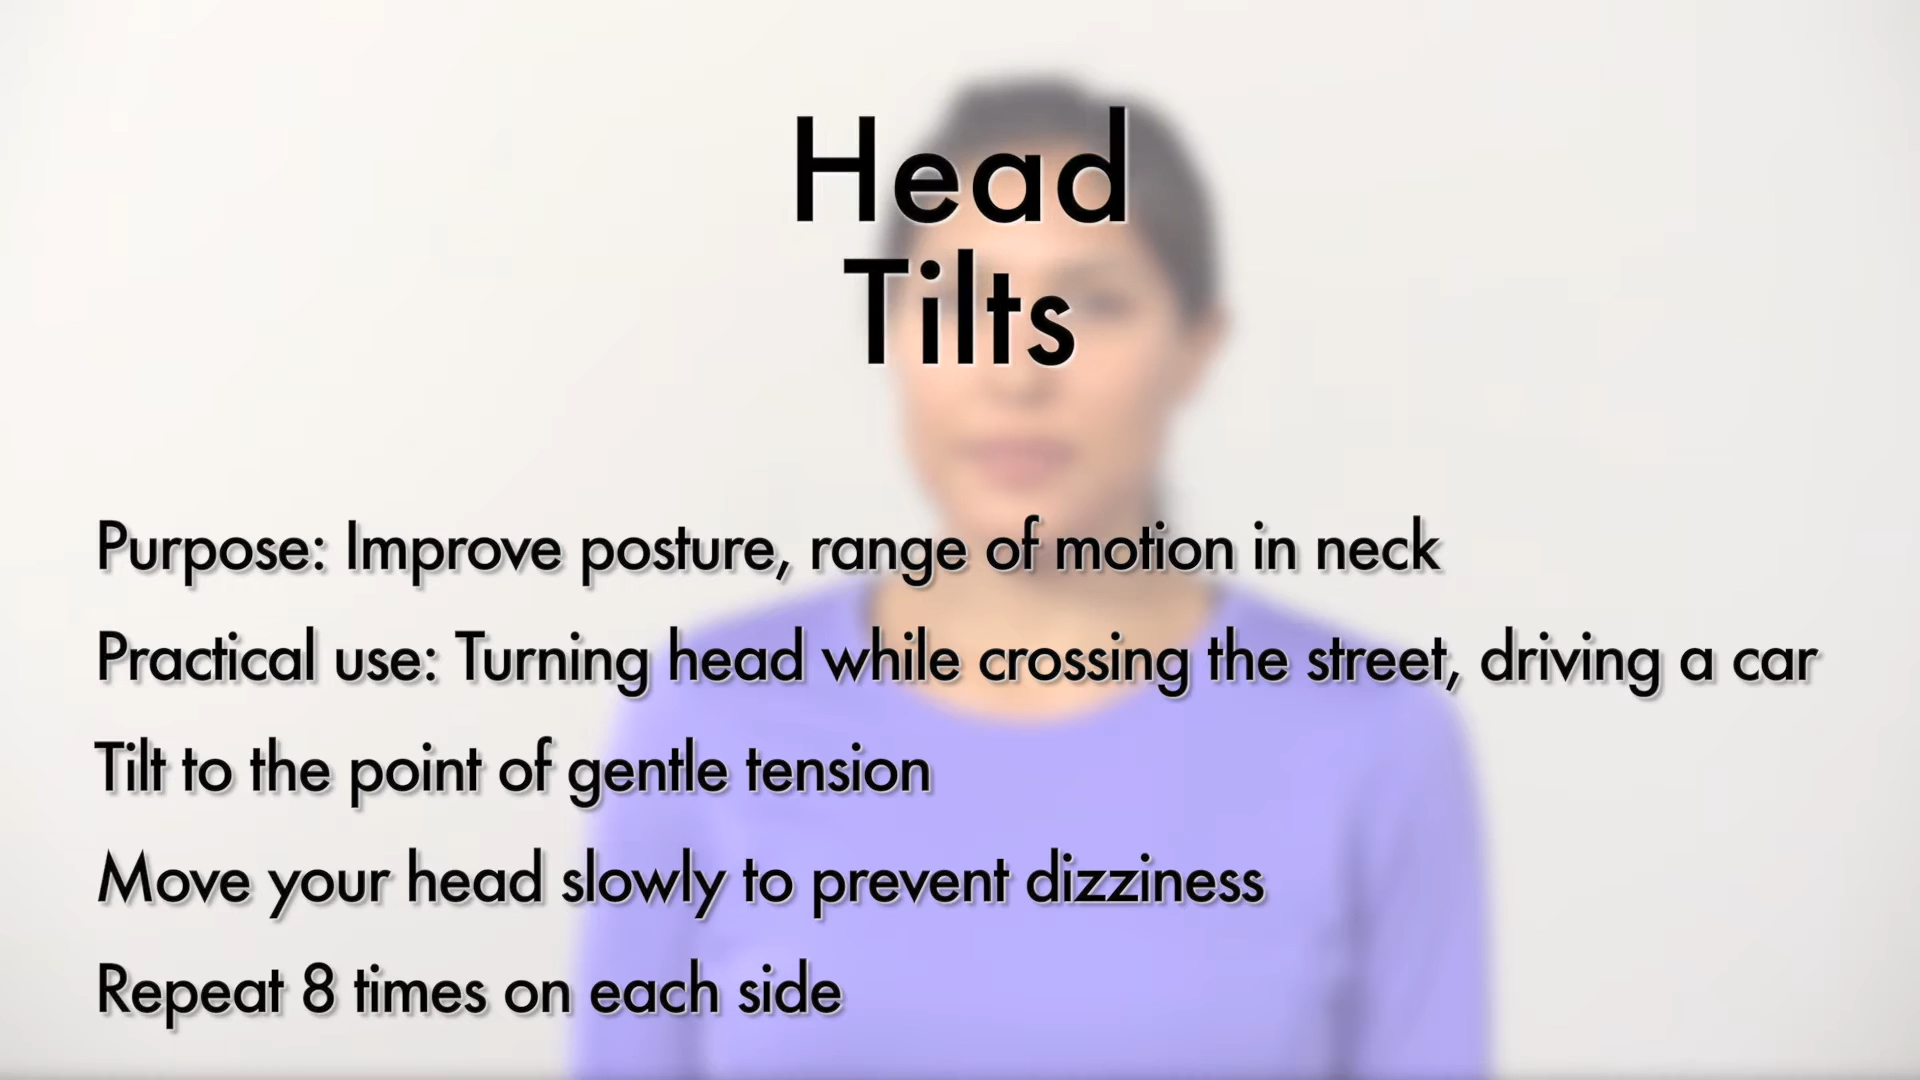 Head
Tilts
Purpose: Improve posture, range of motion in neck
Practical use: Turning head while crossing the street, driving a car
Tilt to the point of gentle tension
Move your head slowly to prevent dizziness
Repeat 8 times on each side